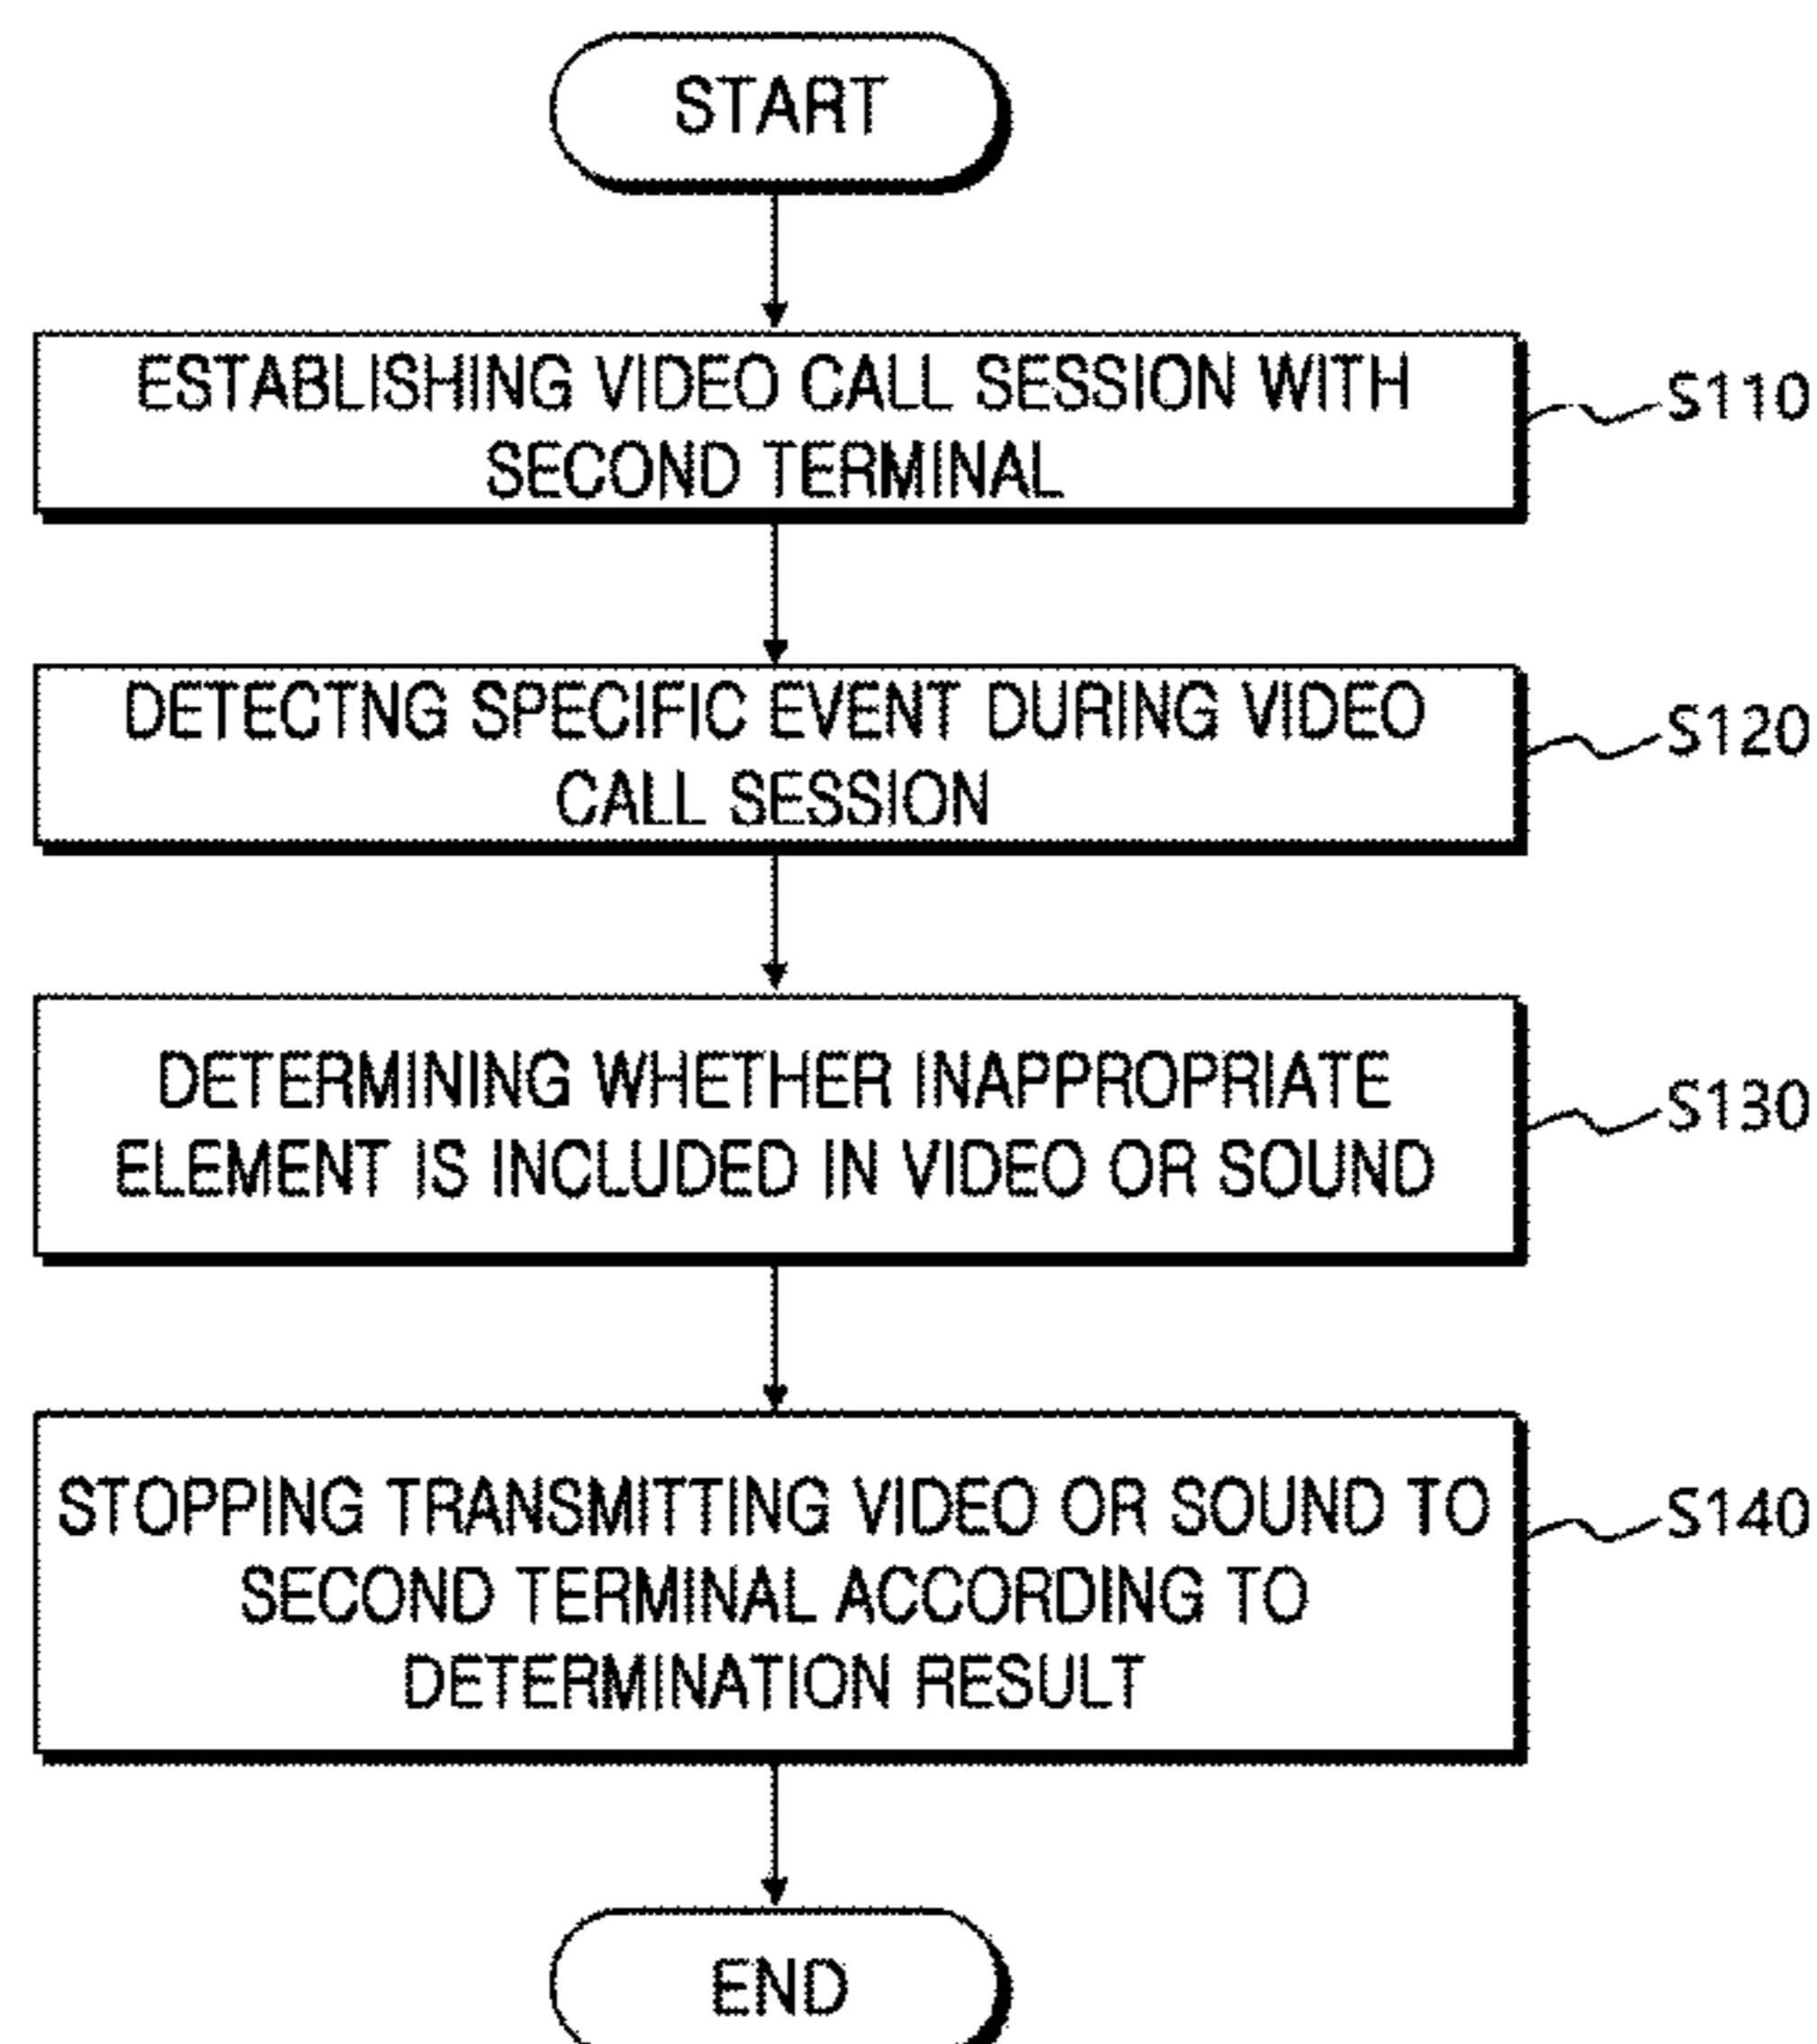 START
ESTABLISHING VIDEO CALL SESSION WITH
SECOND TERMINAL
S110
DETECTNG SPECIFIC EVENT DURING VIDEO
CALL SESSION
S120
DETERMINING WHETHER INAPPROPRIATE
ELEMENT IS INCLUDED IN VIDEO OR SOUND
S130
STOPPING TRANSMITTING VIDEO OR SOUND TO
SECOND TERMINAL ACCORDING TO
DETERMINATION RESULT
S140
END